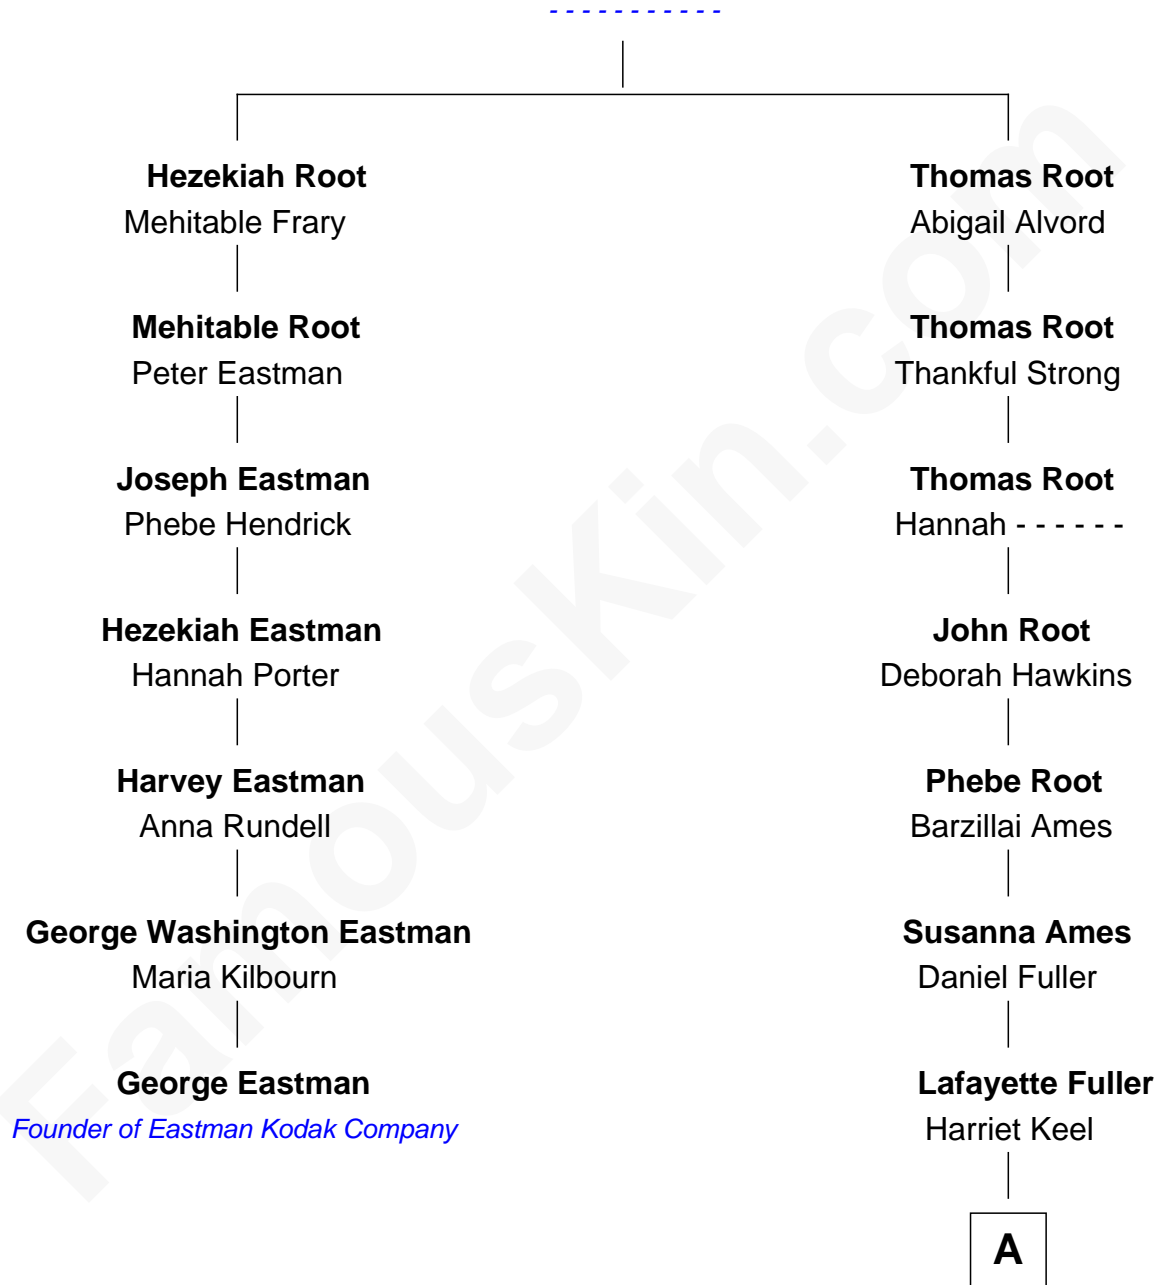 - - - - - - - - - - -
Hezekiah Root
Mehitable Frary
Thomas Root
Abigail Alvord
Mehitable Root
Peter Eastman
Thomas Root
Thankful Strong
Joseph Eastman
Phebe Hendrick
Thomas Root
Hannah - - - - - -
Hezekiah Eastman
Hannah Porter
John Root
Deborah Hawkins
Harvey Eastman
Anna Rundell
Phebe Root
Barzillai Ames
George Washington Eastman
Maria Kilbourn
Susanna Ames
Daniel Fuller
George Eastman
Founder of Eastman Kodak Company
Lafayette Fuller
Harriet Keel
A
FamousKin.com